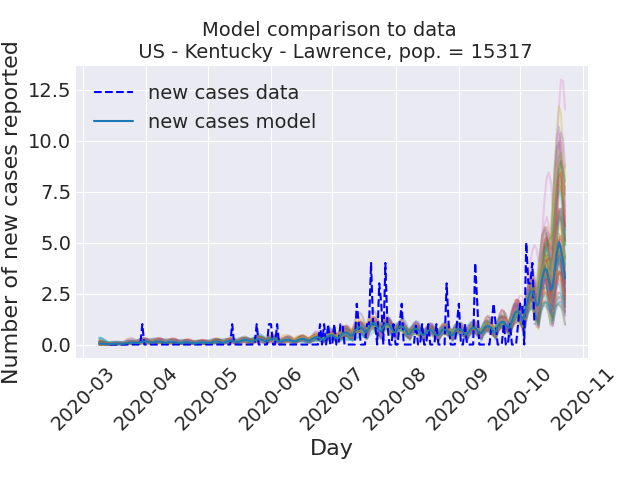 Model comparison to data
US - Kentucky - Lawrence, pop. = 15317
Number of new cases reported
12.5
10.0
7.5
5.0
2.5
0.0
new cases data
new cases model
2020-03
2020-04
2020-05
2020-06
2020-07
2020-08
2020-09
2020-10
2020-11
Day